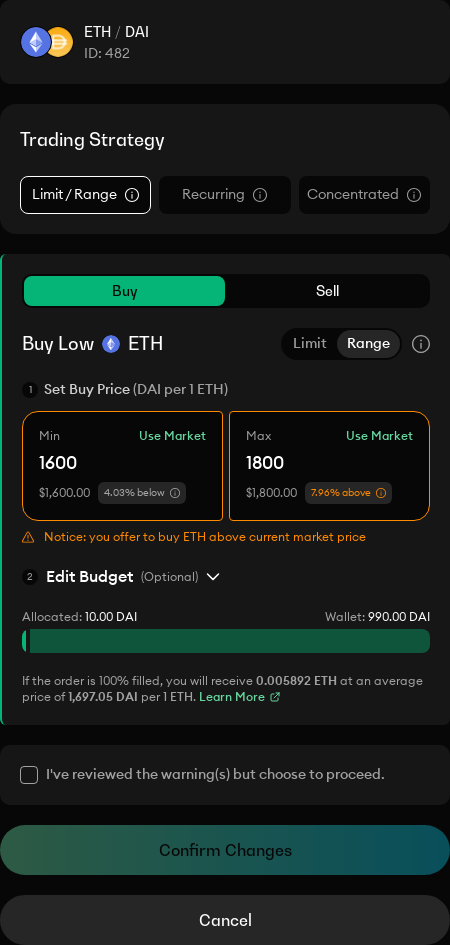 ETH / DAI
ID: 482
Trading Strategy
Limit / Range Recurring Concentrated
Buy Sell
Buy Low ETH Limit Range
1 Set Buy Price (DAI per 1 ETH)
Min Use Market Max Use Market
1600 1800
$1,600.00 4.03% below $1,800.00 7.96% above
Notice: you offer to buy ETH above current market price
2 Edit Budget (Optional)
Allocated: 10.00 DAI Wallet: 990.00 DAI
If the order is 100% filled, you will receive 0.005892 ETH at an average
price of 1,697.05 DAI per 1 ETH. Learn More
I've reviewed the warning(s) but choose to proceed.
Confirm Changes
Cancel